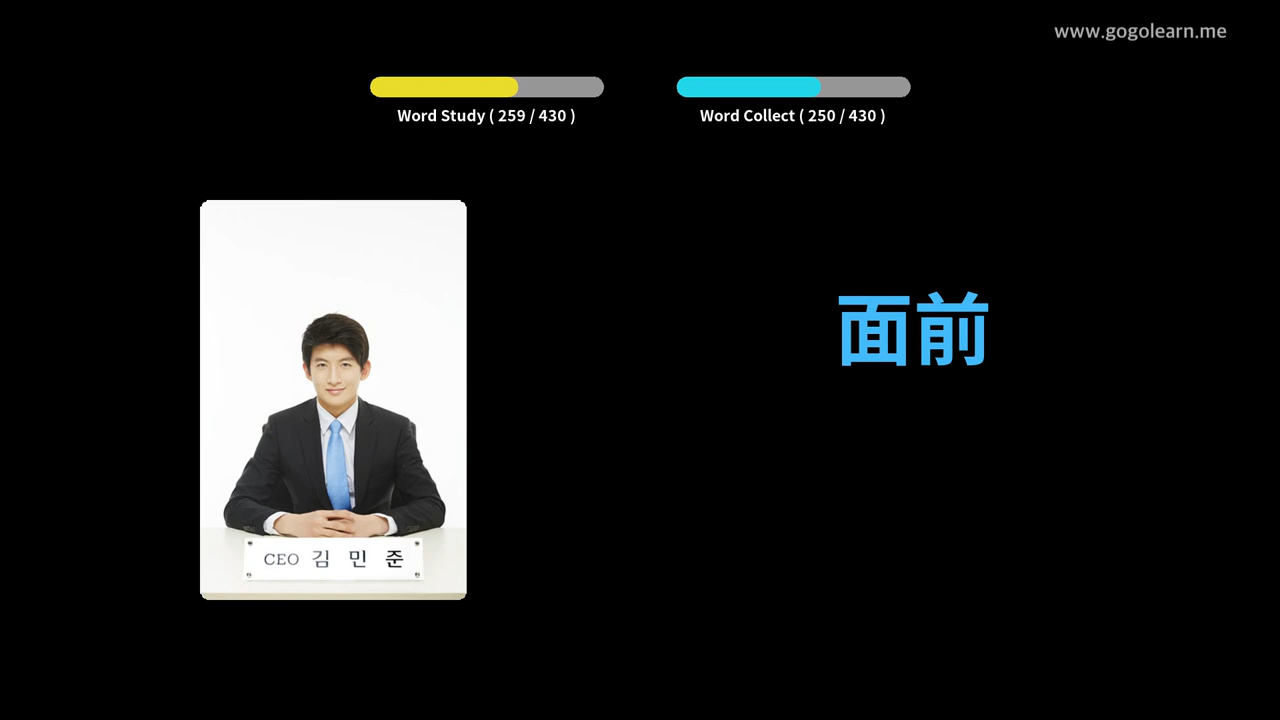 www.gogolearn.me
Word Study ( 259 / 430 )
Word Collect ( 250 / 430 )
面前
CEO 김 민 준